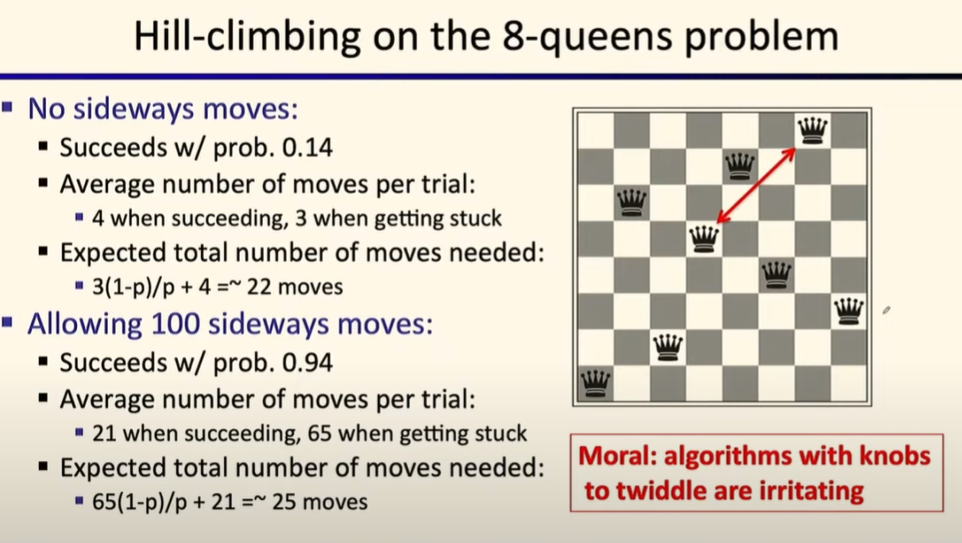 Hill-climbing on the 8-queens problem
No sideways moves:
Succeeds w/ prob. 0.14
Average number of moves per trial:
4 when succeeding, 3 when getting stuck
Expected total number of moves needed:
3(1-p)/p + 4 =~ 22 moves
Allowing 100 sideways moves:
Succeeds w/ prob. 0.94
Average number of moves per trial:
21 when succeeding, 65 when getting stuck
Expected total number of moves needed:
65(1-p)/p + 21 =~ 25 moves
Moral: algorithms with knobs
to twiddle are irritating